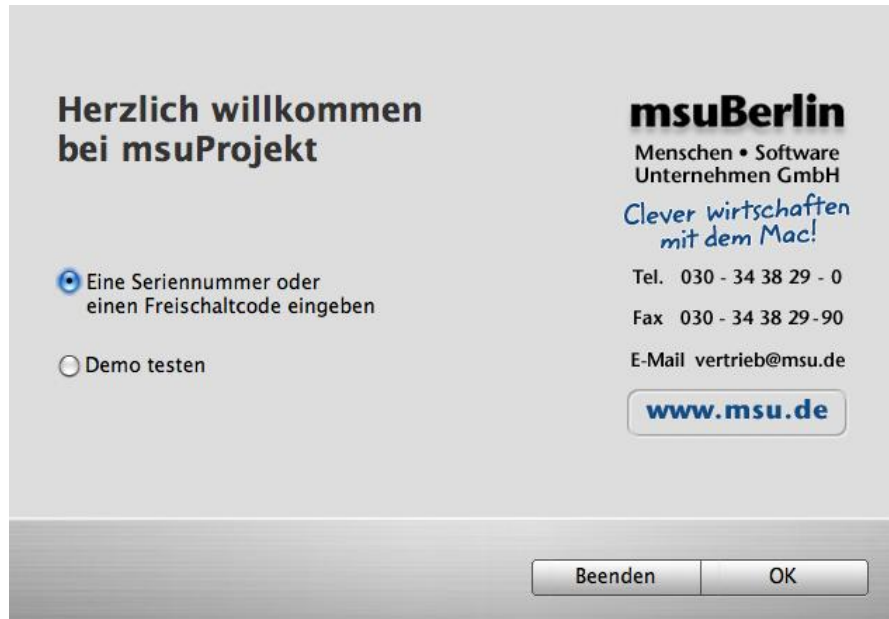 Herzlich willkommen
bei msuProjekt
Eine Seriennummer oder
einen Freischaltcode eingeben
Demo testen
msuBerlin
Menschen • Software
Unternehmen GmbH
Clever wirtschaften
mit dem Mac!
Tel. 030 - 34 38 29 - 0
Fax 030 - 34 38 29-90
E-Mail vertrieb@msu.de
www.msu.de
Beenden
OK